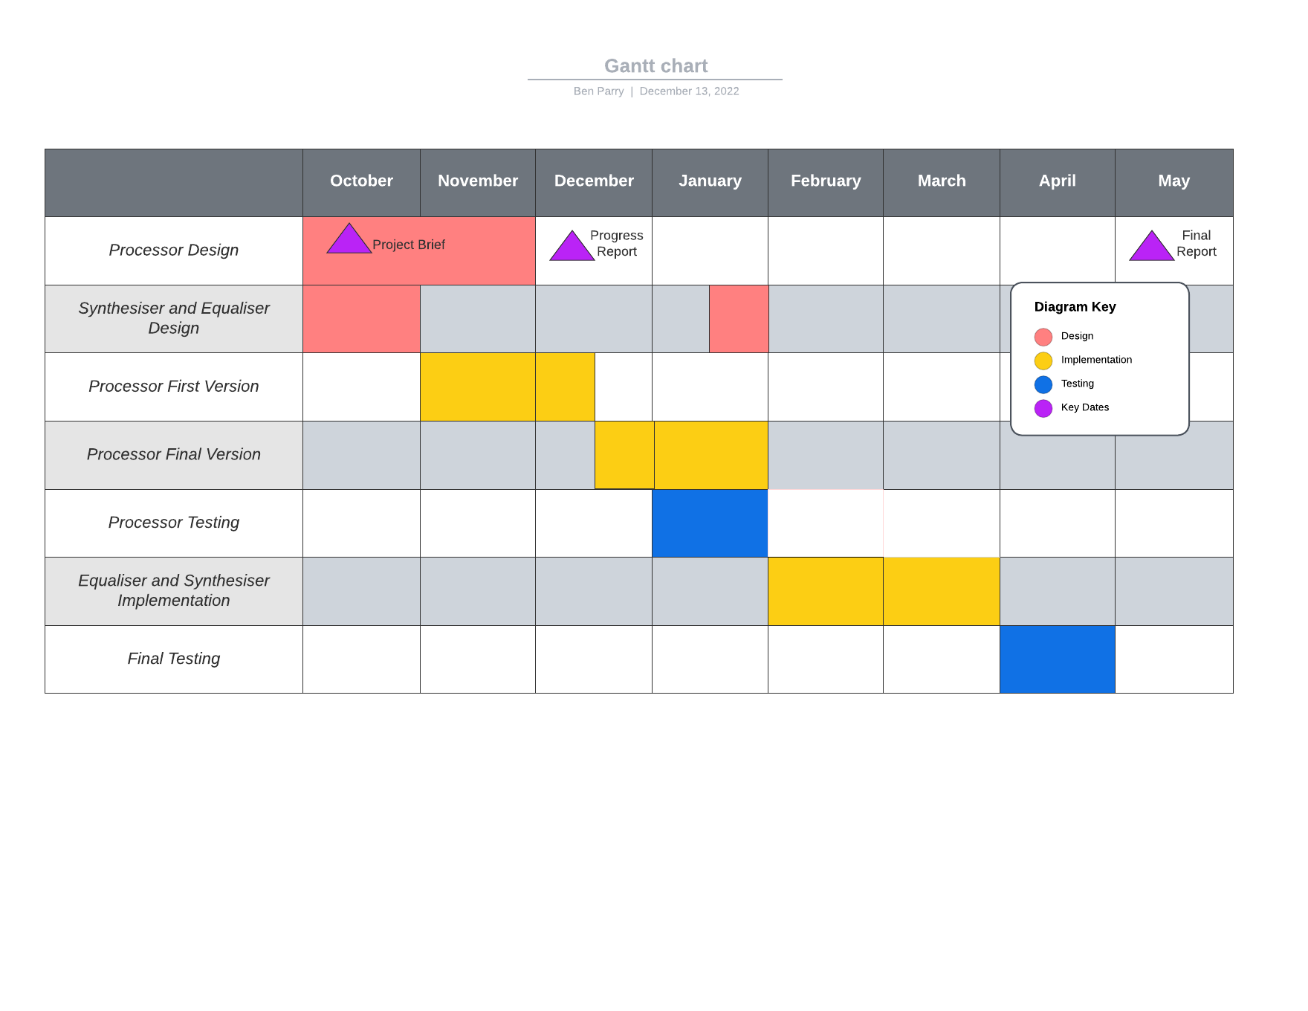 Gantt chart
Ben Parry | December 13, 2022
October November December January February March April May
Processor Design
Project Brief
Progress
Report
Final
Report
Synthesiser and Equaliser
Design
Diagram Key
Design
Implementation
Testing
Key Dates
Processor First Version
Processor Final Version
Processor Testing
Equaliser and Synthesiser
Implementation
Final Testing